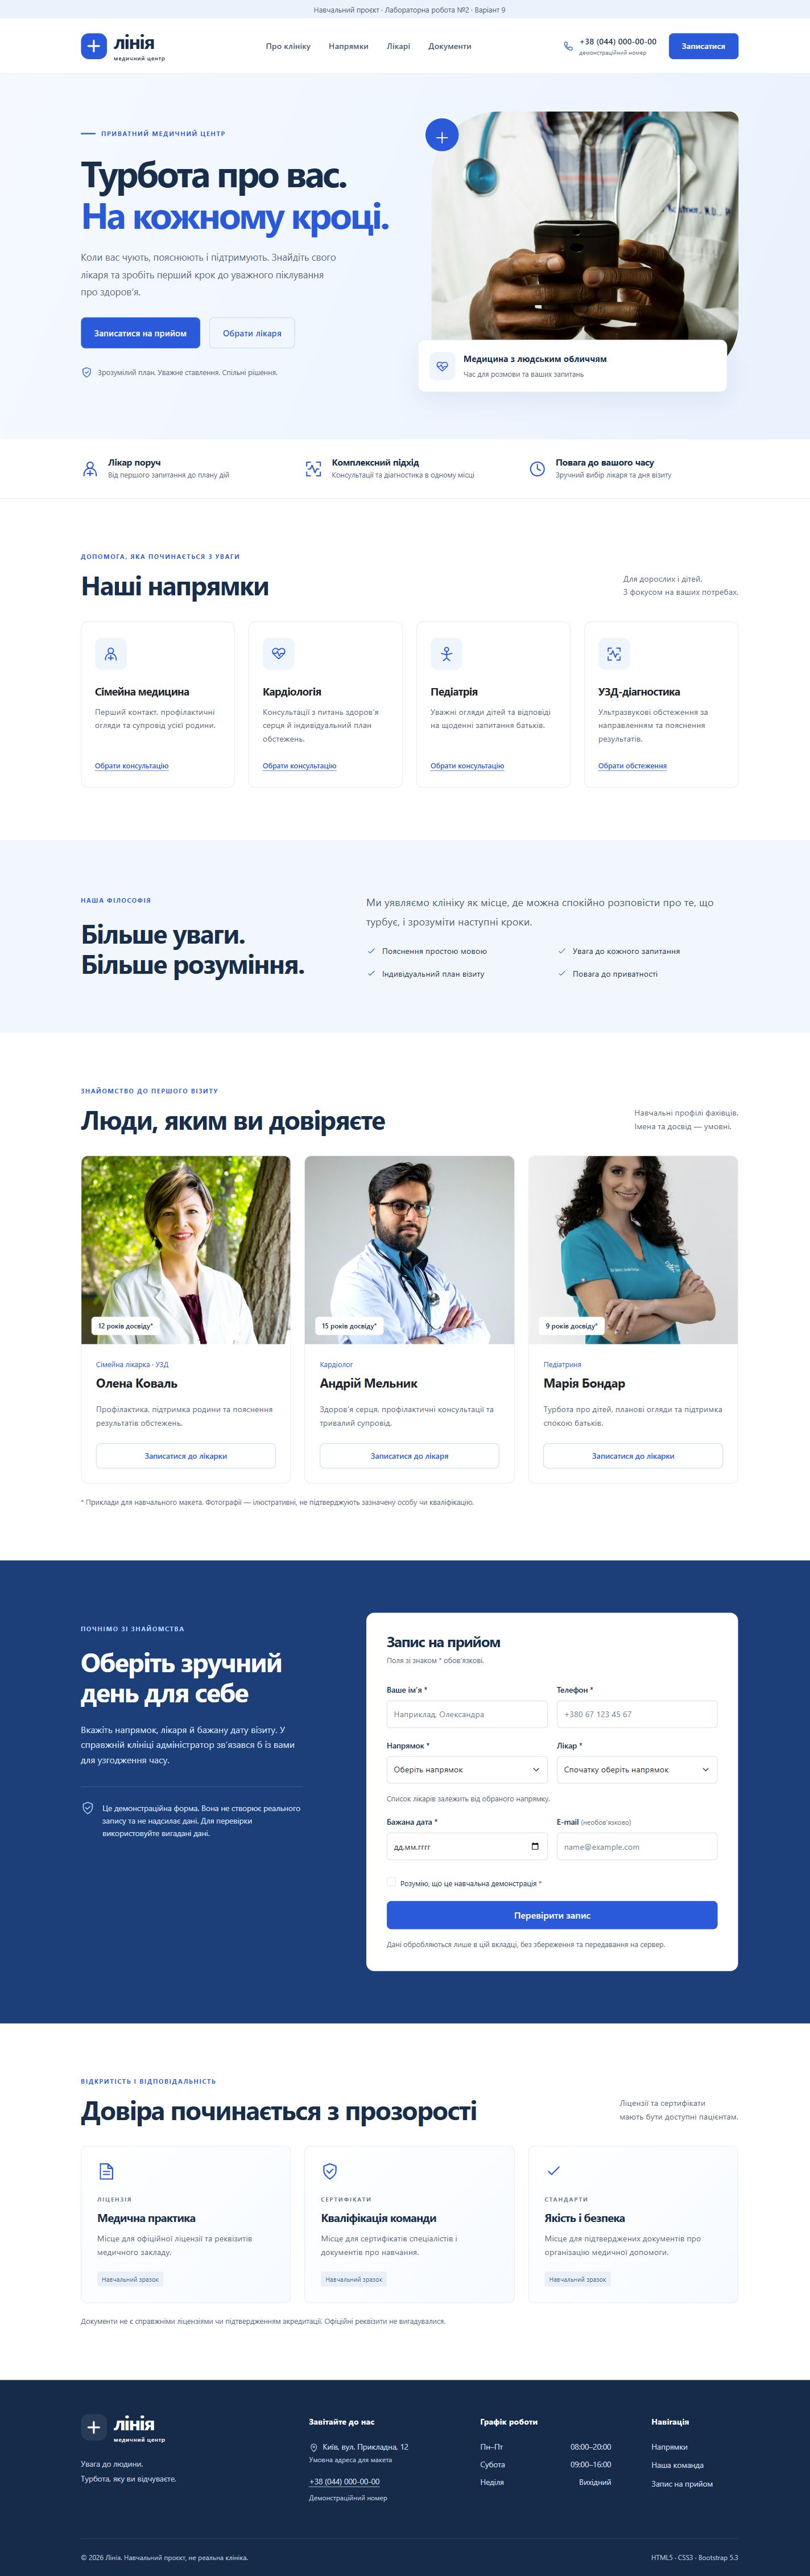 Навчальний проєкт · Лабораторна робота №2 · Варіант 9
лінія
медичний центр
Про клініку
Напрямки
Лікарі
Документи
+38 (044) 000-00-00
демонстраційний номер
Записатися
ПРИВАТНИЙ МЕДИЧНИЙ ЦЕНТР
Турбота про вас.
На кожному кроці.
Коли вас чують, пояснюють і підтримують. Знайдіть свого
лікаря та зробіть перший крок до уважного піклування
про здоров'я.
Записатися на прийом
Обрати лікаря
Зрозумілий план. Уважне ставлення. Спільні рішення.
Медицина з людським обличчям
Час для розмови та ваших запитань
Лікар поруч
Від першого запитання до плану дій
Комплексний підхід
Консультації та діагностика в одному місці
Повага до вашого часу
Зручний вибір лікаря та дня візиту
ДОПОМОГА, ЯКА ПОЧИНАЄТЬСЯ З УВАГИ
Наші напрямки
Для дорослих і дітей.
З фокусом на ваших потребах.
Сімейна медицина
Перший контакт, профілактичні
огляди та супровід усієї родини.
Обрати консультацію
Кардіологія
Консультації з питань здоров'я
серця й індивідуальний план
обстежень.
Обрати консультацію
Педіатрія
Уважні огляди дітей та відповіді
на щоденні запитання батьків.
Обрати консультацію
УЗД-діагностика
Ультразвукові обстеження за
направленням та пояснення
результатів.
Обрати обстеження
НАША ФІЛОСОФІЯ
Більше уваги.
Більше розуміння.
Ми уявляємо клініку як місце, де можна спокійно розповісти про те, що
турбує, і зрозуміти наступні кроки.
Пояснення простою мовою
Увага до кожного запитання
Індивідуальний план візиту
Повага до приватності
ЗНАЙОМСТВО ДО ПЕРШОГО ВІЗИТУ
Люди, яким ви довіряєте
Навчальні профілі фахівців.
Імена та досвід — умовні.
12 років досвіду*
Сімейна лікарка · УЗД
Олена Коваль
Профілактика, підтримка родини та пояснення
результатів обстежень.
Записатися до лікарки
15 років досвіду*
Кардіолог
Андрій Мельник
Здоров'я серця, профілактичні консультації та
тривалий супровід.
Записатися до лікаря
9 років досвіду*
Педіатриня
Марія Бондар
Турбота про дітей, планові огляди та підтримка
спокою батьків.
Записатися до лікарки
* Приклади для навчального макета. Фотографії — ілюстративні, не підтверджують зазначену особу чи кваліфікацію.
ПОЧНІМО ЗІ ЗНАЙОМСТВА
Оберіть зручний
день для себе
Вкажіть напрямок, лікаря й бажану дату візиту. У
справжній клініці адміністратор зв'язався б із вами
для узгодження часу.
Це демонстраційна форма. Вона не створює реального
запису та не надсилає дані. Для перевірки
використовуйте вигадані дані.
Запис на прийом
Поля зі знаком * обов'язкові.
Ваше ім'я *
Наприклад, Олександра
Телефон *
+380 67 123 45 67
Напрямок *
Оберіть напрямок
Лікар *
Спочатку оберіть напрямок
Список лікарів залежить від обраного напрямку.
Бажана дата *
дд.мм.гггг
E-mail (необов'язково)
name@example.com
Розумію, що це навчальна демонстрація *
Перевірити запис
Дані обробляються лише в цій вкладці, без збереження та передавання на сервер.
ВІДКРИТІСТЬ І ВІДПОВІДАЛЬНІСТЬ
Довіра починається з прозорості
Ліцензії та сертифікати
мають бути доступні пацієнтам.
ЛІЦЕНЗІЯ
Медична практика
Місце для офіційної ліцензії та реквізитів
медичного закладу.
Навчальний зразок
СЕРТИФІКАТИ
Кваліфікація команди
Місце для сертифікатів спеціалістів і
документів про навчання.
Навчальний зразок
СТАНДАРТИ
Якість і безпека
Місце для підтверджених документів про
організацію медичної допомоги.
Навчальний зразок
Документи не є справжніми ліцензіями чи підтвердженням акредитації. Офіційні реквізити не вигадувалися.
лінія
медичний центр
Увага до людини.
Турбота, яку ви відчуваєте.
Завітайте до нас
Київ, вул. Прикладна, 12
Умовна адреса для макета
+38 (044) 000-00-00
Демонстраційний номер
Графік роботи
Пн–Пт 08:00–20:00
Субота 09:00–16:00
Неділя Вихідний
Навігація
Напрямки
Наша команда
Запис на прийом
© 2026 Лінія. Навчальний проєкт, не реальна клініка.
HTML5 · CSS3 · Bootstrap 5.3